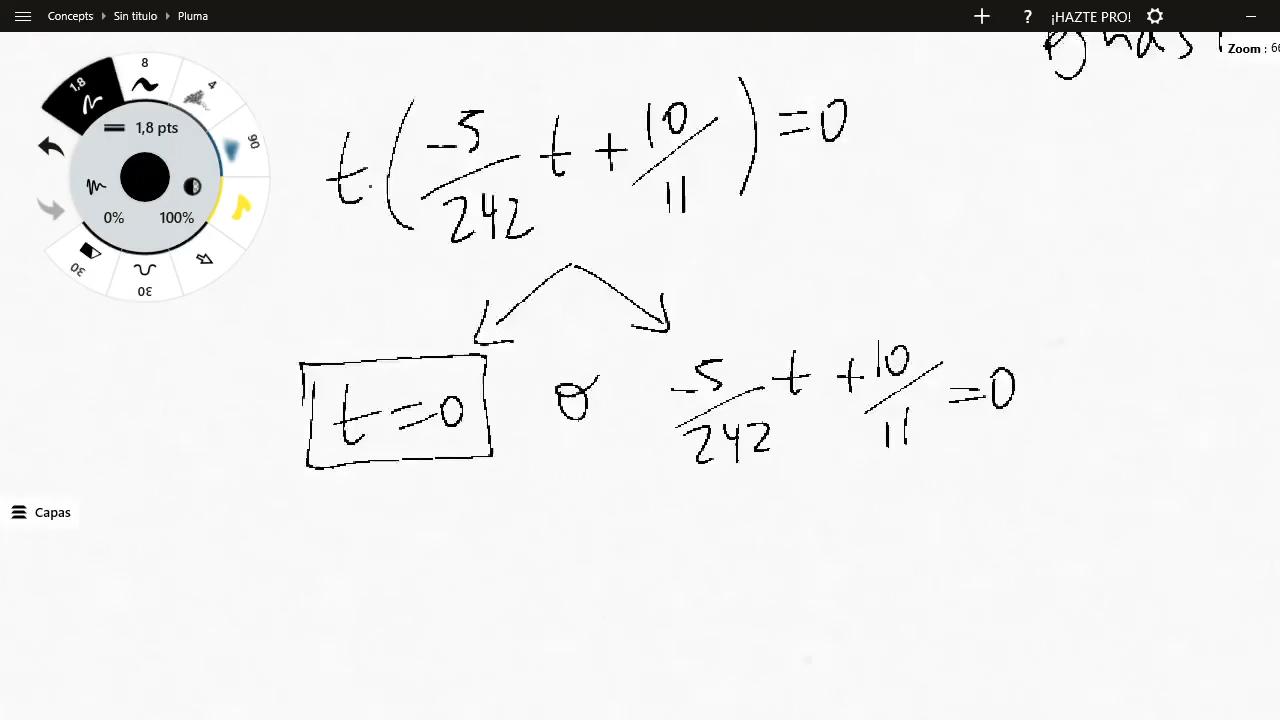 Concepts › Sin título › Pluma + ? ¡HAZTE PRO!
Zoom : 66
8
1,8
4
1,8 pts
90
0% 100%
30
30
t·(-5/242 t + 10/11) = 0
t=0 o -5/242 t + 10/11 = 0
Capas